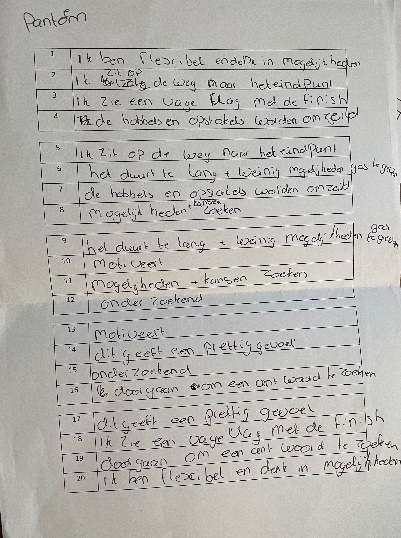 Pantoen
1 Ik ben flexibel en denk in mogelijkheden
2 Ik zit op de weg naar het eindpunt
3 Ik zie een vage vlag met de finish
4 de hobbels en opstakels worden omzeild
5 Ik zit op de weg naar het eindpunt
6 het duurt te lang + weinig mogelijkheden
7 de hobbels en opstakels worden omzeild
8 mogelijkheden + kansen zoeken
9 het duurt te lang + weinig mogelijkheden
10 Motiveert
11 mogelijkheden + kansen zoeken
12 onderzoekend
13 Motiveert
14 dit geeft een prettig gevoel
15 onderzoekend
16 doorgaan om een antwoord te zoeken
17 dit geeft een prettig gevoel
18 Ik zie een vage vlag met de finish
19 doorgaan om een antwoord te zoeken
20 Ik ben flexibel en denk in mogelijkheden